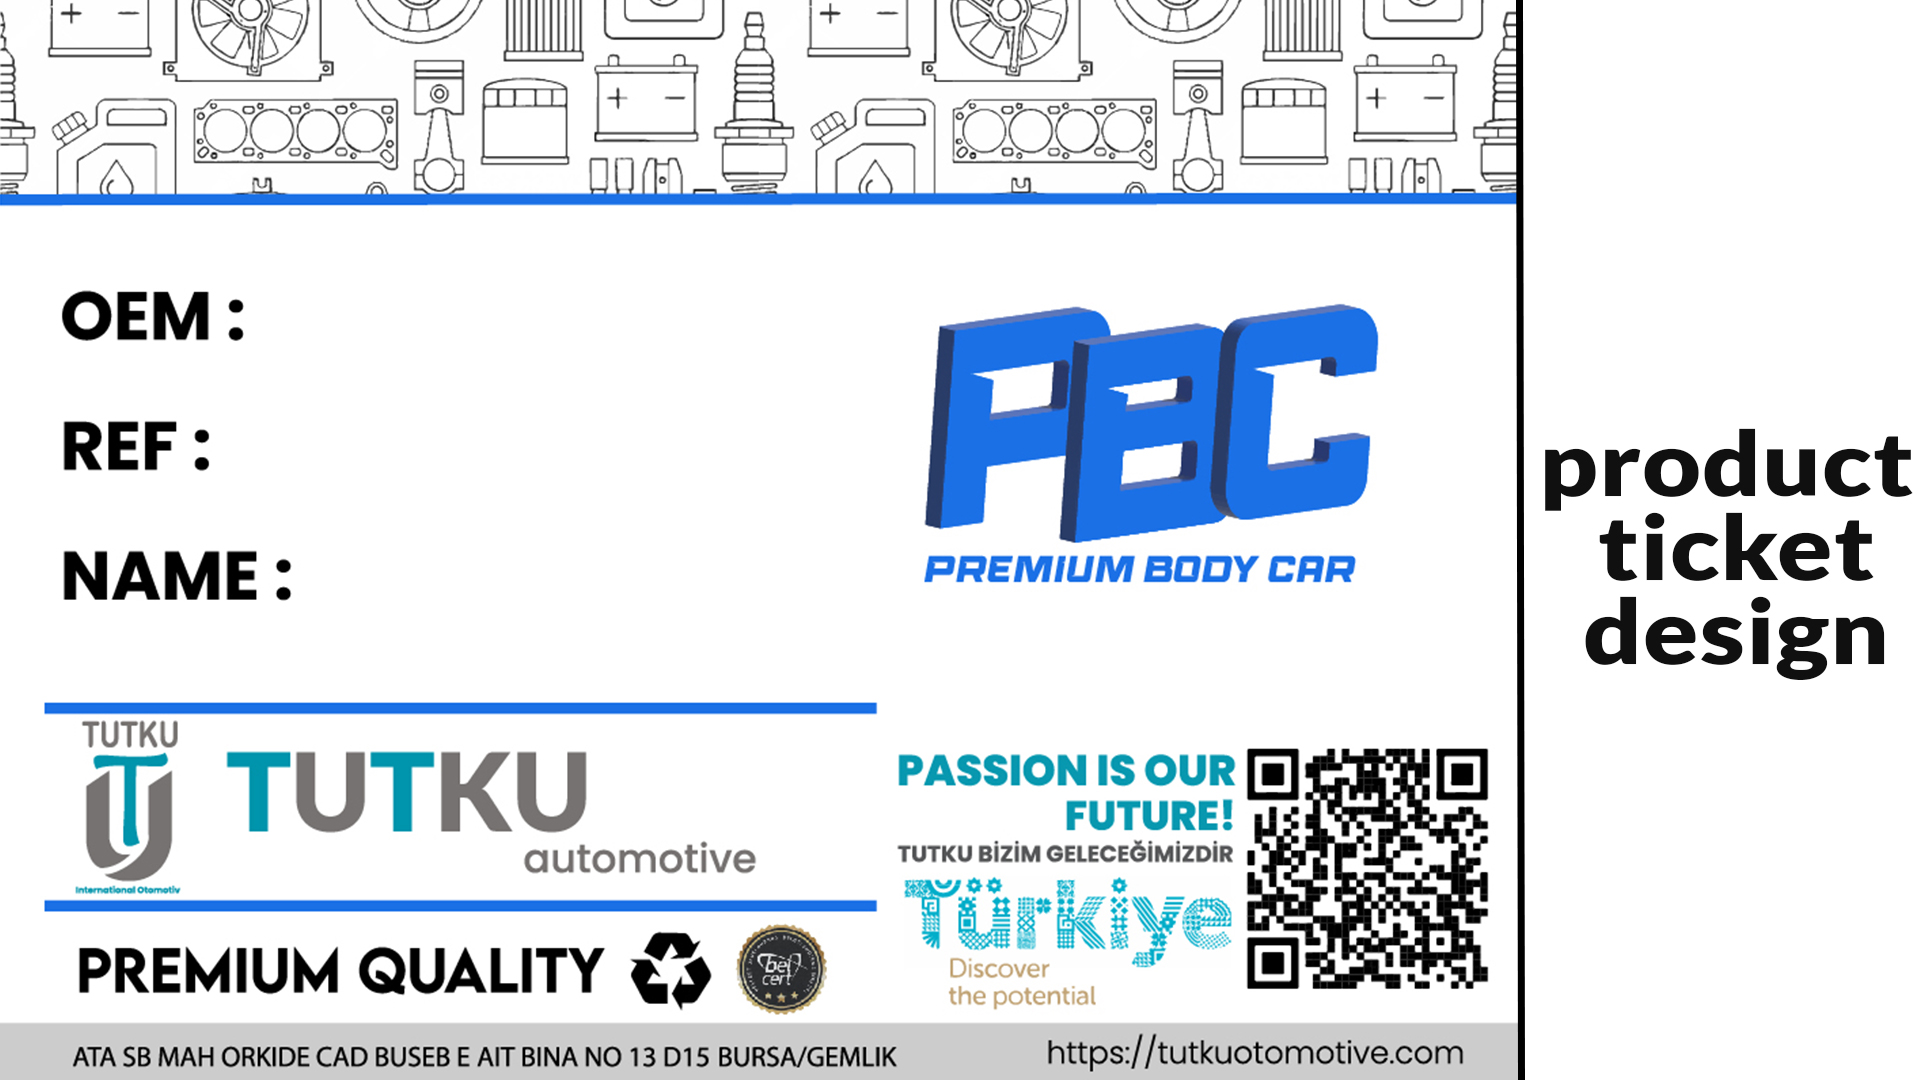 OEM :
REF :
NAME :
PBC
PREMIUM BODY CAR
product
ticket
design
TUTKU
International Otomotiv
TUTKU
automotive
PASSION IS OUR
FUTURE!
TUTKU BİZİM GELECEĞİMİZDİR
Türkiye
Discover
the potential
PREMIUM QUALITY
bel
cert
ATA SB MAH ORKIDE CAD BUSEB E AIT BINA NO 13 D15 BURSA/GEMLIK
https://tutkuotomotive.com